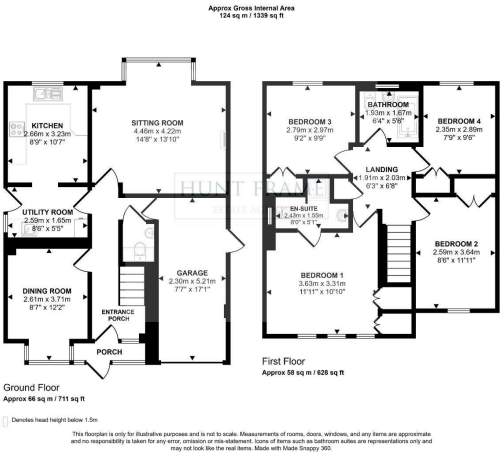 Approx Gross Internal Area
124 sq m / 1339 sq ft
KITCHEN
2.66m x 3.23m
8'9" x 10'7"
SITTING ROOM
4.46m x 4.22m
14'8" x 13'10"
UTILITY ROOM
2.59m x 1.65m
8'6" x 5'5"
DINING ROOM
2.61m x 3.71m
8'7" x 12'2"
GARAGE
2.30m x 5.21m
7'7" x 17'1"
ENTRANCE
PORCH
PORCH
Ground Floor
Approx 66 sq m / 711 sq ft
BEDROOM 3
2.79m x 2.97m
9'2" x 9'9"
BATHROOM
1.93m x 1.67m
6'4" x 5'6"
BEDROOM 4
2.35m x 2.89m
7'9" x 9'6"
LANDING
1.91m x 2.03m
6'3" x 6'8"
HUNT FRAME
ESTATE AGENTS
EN-SUITE
2.43m x 1.55m
8'0" x 5'1"
BEDROOM 2
2.59m x 3.64m
8'6" x 11'11"
BEDROOM 1
3.63m x 3.31m
11'11" x 10'10"
First Floor
Approx 58 sq m / 628 sq ft
Denotes head height below 1.5m
This floorplan is only for illustrative purposes and is not to scale. Measurements of rooms, doors, windows, and any items are approximate
and no responsibility is taken for any error, omission or mis-statement. Icons of items such as bathroom suites are representations only and
may not look like the real items. Made with Made Snappy 360.